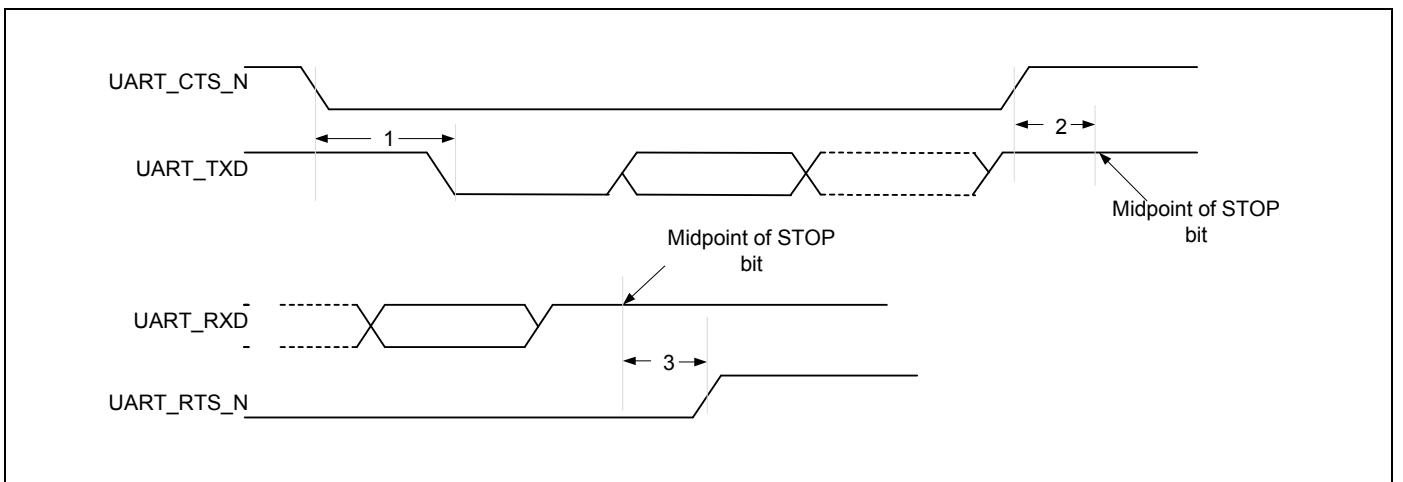 UART_CTS_N
1
2
UART_TXD
Midpoint of STOP
bit
Midpoint of STOP
bit
UART_RXD
3
UART_RTS_N